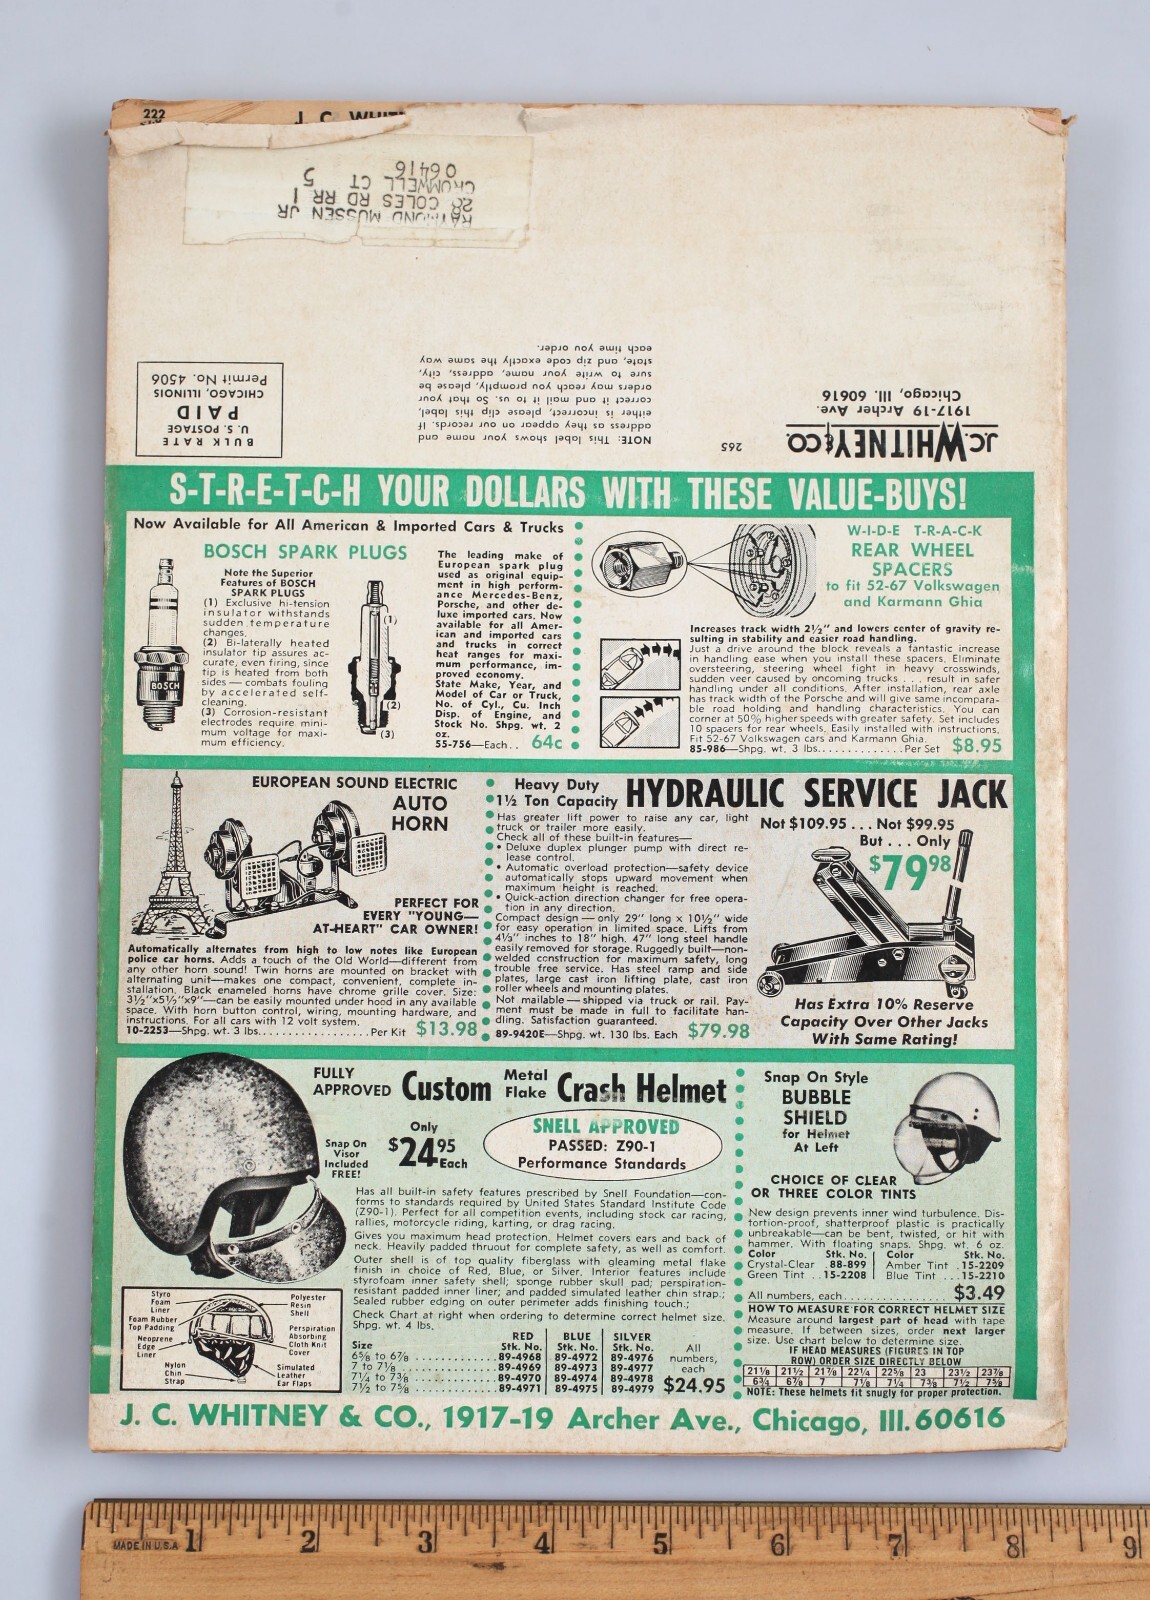 222
J. C. WHIT
RAYMOND MUSSEN JR
28 COLES RD RR 1
CROMWELL CT 5
06416
J.C. WHITNEY & CO.
1917-19 Archer Ave.
Chicago, Ill. 60616
265
NOTE: This label shows your name and
address as they appear on our records. If
either is incorrect, please clip this label,
correct it and mail it to us. So that your
orders may reach you promptly, please be
sure to write your name, address, city,
state, and zip code exactly the same way
each time you order.
BULK RATE
U. S. POSTAGE
PAID
CHICAGO, ILLINOIS
Permit No. 4506
S-T-R-E-T-C-H YOUR DOLLARS WITH THESE VALUE-BUYS!
Now Available for All American & Imported Cars & Trucks
BOSCH SPARK PLUGS
Note the Superior
Features of BOSCH
SPARK PLUGS
(1) Exclusive hi-tension
insulator withstands
sudden temperature
changes.
(2) Bi-laterally heated
insulator tip assures ac-
curate, even firing, since
tip is heated from both
sides — combats fouling
by accelerated self-
cleaning.
(3) Corrosion-resistant
electrodes require mini-
mum voltage for maxi-
mum efficiency.
BOSCH
(1)
(2)
(3)
The leading make of
European spark plug
used as original equip-
ment in high perform-
ance Mercedes-Benz,
Porsche, and other de-
luxe imported cars. Now
available for all Amer-
ican and imported cars
and trucks in correct
heat ranges for maxi-
mum performance, im-
proved economy.
State Make, Year, and
Model of Car or Truck,
No. of Cyl., Cu. Inch
Disp. of Engine, and
Stock No. Shpg. wt. 2
oz.
55-756—Each.. 64c
W-I-D-E T-R-A-C-K
REAR WHEEL
SPACERS
to fit 52-67 Volkswagen
and Karmann Ghia
Increases track width 2½" and lowers center of gravity re-
sulting in stability and easier road handling.
Just a drive around the block reveals a fantastic increase
in handling ease when you install these spacers. Eliminate
oversteering, steering wheel fight in heavy crosswinds,
sudden veer caused by oncoming trucks . . . result in safer
handling under all conditions. After installation, rear axle
has track width of the Porsche and will give same incompara-
ble road holding and handling characteristics. You can
corner at 50% higher speeds with greater safety. Set includes
10 spacers for rear wheels. Easily installed with instructions.
Fit 52-67 Volkswagen cars and Karmann Ghia.
85-986—Shpg. wt. 3 lbs..............Per Set $8.95
EUROPEAN SOUND ELECTRIC
AUTO
HORN
PERFECT FOR
EVERY "YOUNG—
AT-HEART" CAR OWNER!
Automatically alternates from high to low notes like European
police car horns. Adds a touch of the Old World—different from
any other horn sound! Twin horns are mounted on bracket with
alternating unit—makes one compact, convenient, complete in-
stallation. Black enameled horns have chrome grille cover. Size:
3½"x5½"x9"—can be easily mounted under hood in any available
space. With horn button control, wiring, mounting hardware, and
instructions. For all cars with 12 volt system.
10-2253—Shpg. wt. 3 lbs................Per Kit $13.98
Heavy Duty
1½ Ton Capacity
HYDRAULIC SERVICE JACK
Has greater lift power to raise any car, light
truck or trailer more easily.
Check all of these built-in features—
• Deluxe duplex plunger pump with direct re-
lease control.
• Automatic overload protection—safety device
automatically stops upward movement when
maximum height is reached.
• Quick-action direction changer for free opera-
tion in any direction.
Compact design — only 29" long x 10½" wide
for easy operation in limited space. Lifts from
4⅓" inches to 18" high. 47" long steel handle
easily removed for storage. Ruggedly built—non-
welded construction for maximum safety, long
trouble free service. Has steel ramp and side
plates, large cast iron lifting plate, cast iron
roller wheels and mounting plates.
Not mailable — shipped via truck or rail. Pay-
ment must be made in full to facilitate han-
dling. Satisfaction guaranteed.
89-9420E—Shpg. wt. 130 lbs. Each $79.98
Not $109.95 . . . Not $99.95
But . . . Only
$79.98
Has Extra 10% Reserve
Capacity Over Other Jacks
With Same Rating!
FULLY
APPROVED
Custom Metal Flake Crash Helmet
Only
$24.95
Each
Snap On
Visor
Included
FREE!
SNELL APPROVED
PASSED: Z90-1
Performance Standards
Has all built-in safety features prescribed by Snell Foundation—con-
forms to standards required by United States Standard Institute Code
(Z90-1). Perfect for all competition events, including stock car racing,
rallies, motorcycle riding, karting, or drag racing.
Gives you maximum head protection. Helmet covers ears and back of
neck. Heavily padded thruout for complete safety, as well as comfort.
Outer shell is of top quality fiberglass with gleaming metal flake
finish in choice of Red, Blue, or Silver. Interior features include
styrofoam inner safety shell; sponge rubber skull pad; perspiration-
resistant padded inner liner; and padded simulated leather chin strap.;
Sealed rubber edging on outer perimeter adds finishing touch.;
Check Chart at right when ordering to determine correct helmet size.
Shpg. wt. 4 lbs.
RED BLUE SILVER
Size Stk. No. Stk. No. Stk. No.
6⅝ to 6⅞ ............ 89-4968 89-4972 89-4976
7 to 7⅛ ............ 89-4969 89-4973 89-4977
7¼ to 7⅜ ............ 89-4970 89-4974 89-4978
7½ to 7⅝ ............ 89-4971 89-4975 89-4979
All
numbers,
each
$24.95
Styro
Foam
Liner
Foam Rubber
Top Padding
Neoprene
Edge
Liner
Nylon
Chin
Strap
Polyester
Resin
Shell
Perspiration
Absorbing
Cloth Knit
Cover
Simulated
Leather
Ear Flaps
Snap On Style
BUBBLE
SHIELD
for Helmet
At Left
CHOICE OF CLEAR
OR THREE COLOR TINTS
New design prevents inner wind turbulence. Dis-
tortion-proof, shatterproof plastic is practically
unbreakable—can be bent, twisted, or hit with
hammer. With floating snaps. Shpg. wt. 6 oz.
Color Stk. No. Color Stk. No.
Crystal-Clear .88-899 Amber Tint .15-2209
Green Tint ..15-2208 Blue Tint ...15-2210
All numbers, each.................. $3.49
HOW TO MEASURE FOR CORRECT HELMET SIZE
Measure around largest part of head with tape
measure. If between sizes, order next larger
size. Use chart below to determine size.
IF HEAD MEASURES (FIGURES IN TOP
ROW) ORDER SIZE DIRECTLY BELOW
21⅛ 21½ 21⅞ 22¼ 22⅝ 23 23½ 23⅞
6¾ 6⅞ 7 7⅛ 7¼ 7⅜ 7½ 7⅝
NOTE: These helmets fit snugly for proper protection.
J. C. WHITNEY & CO., 1917-19 Archer Ave., Chicago, Ill. 60616
MADE IN U.S.A
1 2 3 4 5 6 7 8 9